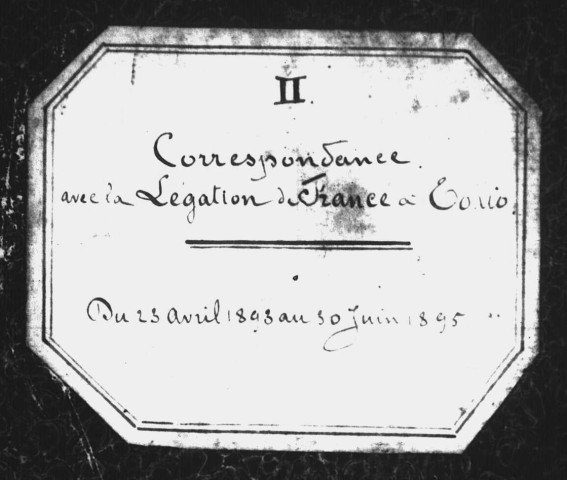 II.
Correspondance.
avec la Légation de France à Tokio.
Du 23 Avril 1893 au 30 Juin 1895